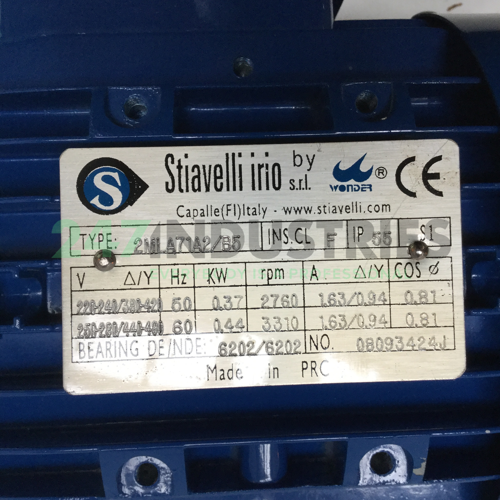 S Stiavelli irio by s.r.l. WONDER ® CE
Capalle(FI)Italy - www.stiavelli.com
TYPE: 2MLA71A2/B5 INS.CL F IP 55 S1
V Δ/Y Hz KW rpm A Δ/Y COS Ø
220-240/380-420 50 0.37 2760 1.63/0.94 0.81
250-280/440-480 60 0.44 3310 1.63/0.94 0.81
BEARING DE/NDE: 6202/6202 NO. 08093424J
Made in PRC
247 INDUSTRIES